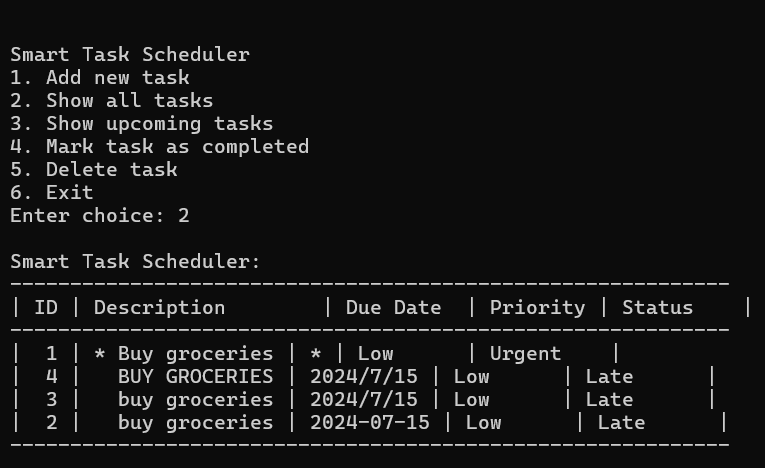 Smart Task Scheduler
1. Add new task
2. Show all tasks
3. Show upcoming tasks
4. Mark task as completed
5. Delete task
6. Exit
Enter choice: 2
Smart Task Scheduler:
------------------------------------------------------------
| ID | Description        | Due Date  | Priority | Status    |
------------------------------------------------------------
|  1 | * Buy groceries | * | Low      | Urgent    |
|  4 |   BUY GROCERIES | 2024/7/15 | Low      | Late      |
|  3 |   buy groceries | 2024/7/15 | Low      | Late      |
|  2 |   buy groceries | 2024-07-15 | Low      | Late      |
------------------------------------------------------------